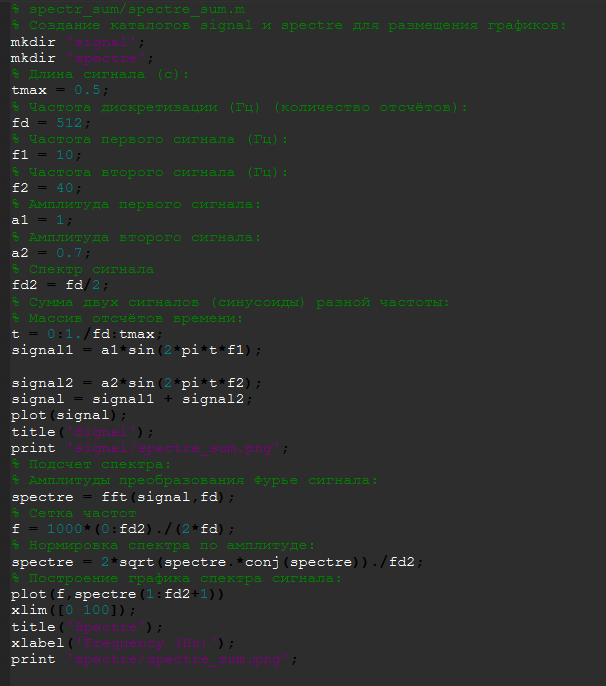 % spectr_sum/spectre_sum.m
% Создание каталогов signal и spectre для размещения графиков:
mkdir 'signal';
mkdir 'spectre';
% Длина сигнала (с):
tmax = 0.5;
% Частота дискретизации (Гц) (количество отсчётов):
fd = 512;
% Частота первого сигнала (Гц):
f1 = 10;
% Частота второго сигнала (Гц):
f2 = 40;
% Амплитуда первого сигнала:
a1 = 1;
% Амплитуда второго сигнала:
a2 = 0.7;
% Спектр сигнала
fd2 = fd/2;
% Сумма двух сигналов (синусоиды) разной частоты:
% Массив отсчётов времени:
t = 0:1./fd:tmax;
signal1 = a1*sin(2*pi*t*f1);
signal2 = a2*sin(2*pi*t*f2);
signal = signal1 + signal2;
plot(signal);
title('Signal');
print 'signal/spectre_sum.png';
% Подсчет спектра:
% Амплитуды преобразования Фурье сигнала:
spectre = fft(signal,fd);
% Сетка частот
f = 1000*(0:fd2)./(2*fd);
% Нормировка спектра по амплитуде:
spectre = 2*sqrt(spectre.*conj(spectre))./fd2;
% Построение графика спектра сигнала:
plot(f,spectre(1:fd2+1))
xlim([0 100]);
title('Spectre');
xlabel('Frequency (Hz)');
print 'spectre/spectre_sum.png';